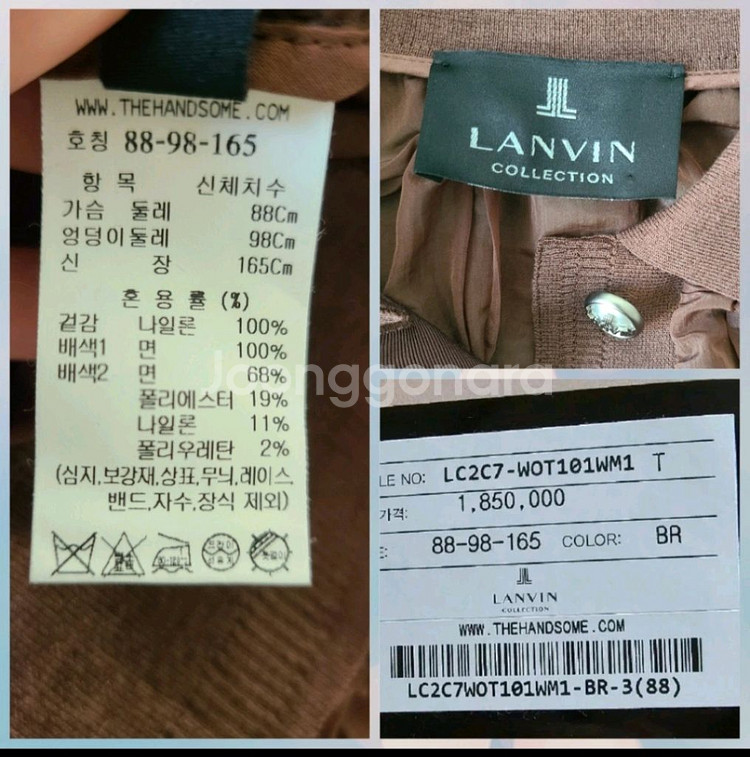 WWW.THEHANDSOME.COM
호칭 88-98-165
항 목 신체치수
가슴 둘레 88Cm
엉덩이둘레 98Cm
신 장 165Cm
혼 용 률 (%)
겉감 나일론 100%
배색1 면 100%
배색2 면 68%
폴리에스터 19%
나일론 11%
폴리우레탄 2%
(심지,보강재,상표,무늬,레이스
밴드,자수,장식 제외)
LANVIN
COLLECTION
Joonggonara
LE NO: LC2C7-WOT101WM1 T
가격: 1,850,000
88-98-165 COLOR: BR
LANVIN
COLLECTION
WWW.THEHANDSOME.COM
LC2C7WOT101WM1-BR-3(88)